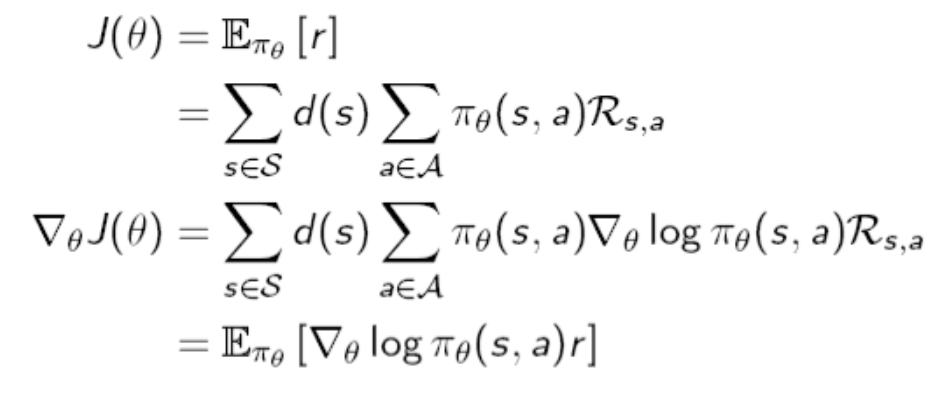 J(θ) = 𝔼_{π_θ} [r]
= ∑_{s∈𝒮} d(s) ∑_{a∈𝒜} π_θ(s, a)ℛ_{s,a}
∇_θ J(θ) = ∑_{s∈𝒮} d(s) ∑_{a∈𝒜} π_θ(s, a)∇_θ log π_θ(s, a)ℛ_{s,a}
= 𝔼_{π_θ} [∇_θ log π_θ(s, a)r]